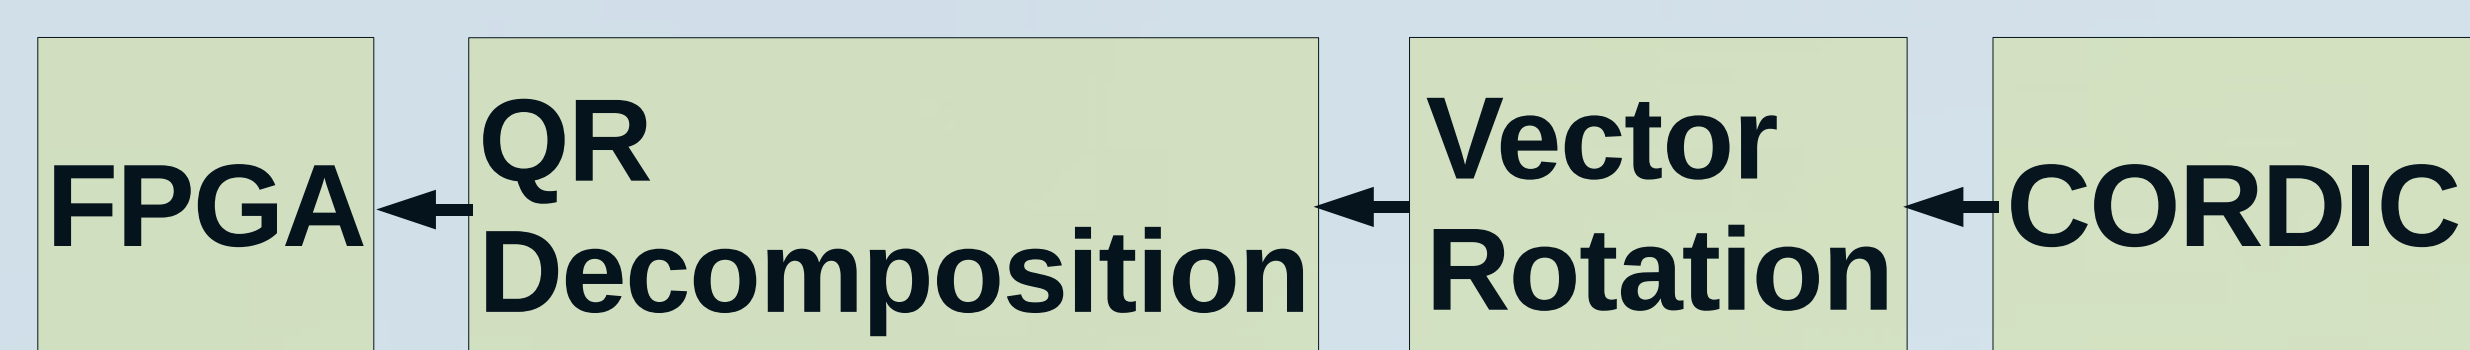 FPGA
QR
Decomposition
Vector
Rotation
CORDIC